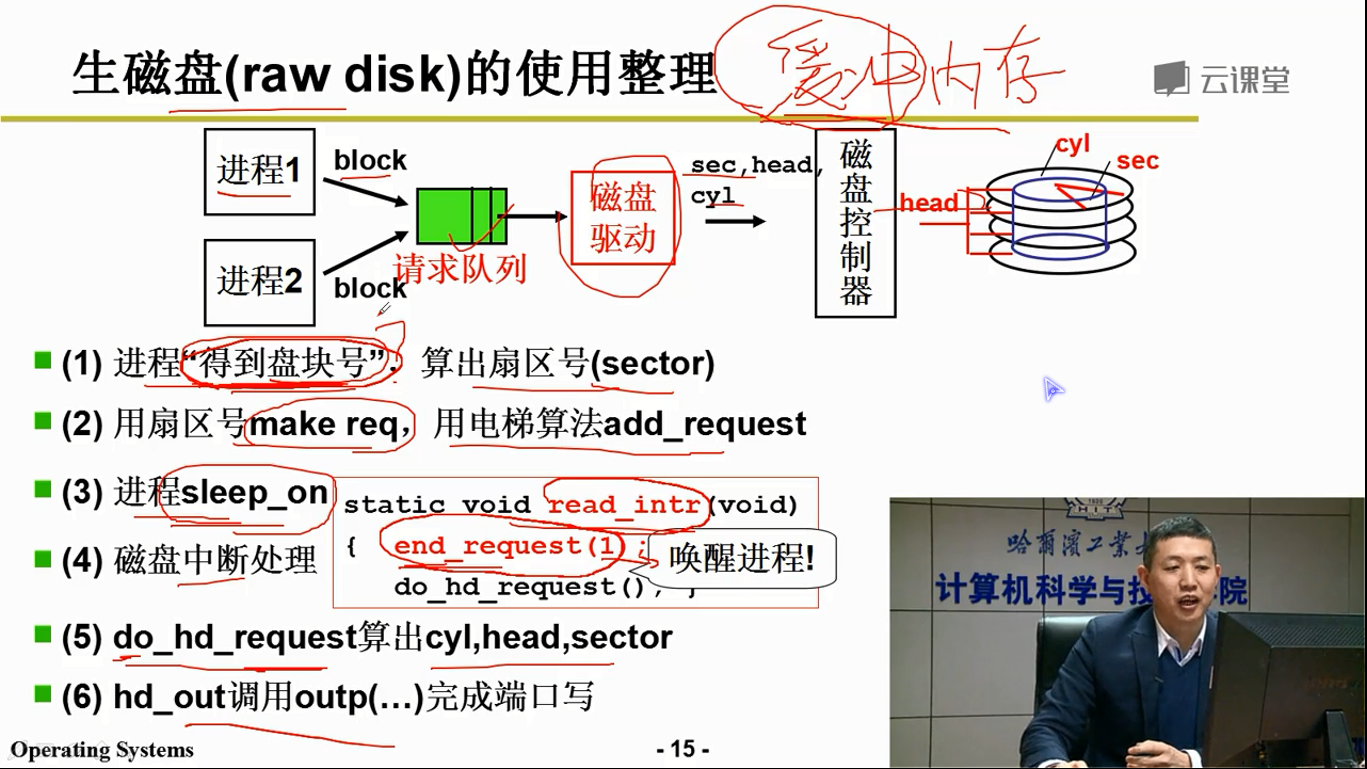 生磁盘(raw disk)的使用整理
缓冲内存
云课堂
进程1
block
进程2
block
请求队列
磁盘
驱动
sec,head,
cyl
磁盘控制器
head
cyl
sec
(1) 进程“得到盘块号”，算出扇区号(sector)
(2) 用扇区号make req，用电梯算法add_request
(3) 进程sleep_on
(4) 磁盘中断处理
static void read_intr(void)
{ end_request(1);
do_hd_request(); }
唤醒进程!
(5) do_hd_request算出cyl,head,sector
(6) hd_out调用outp(…)完成端口写
HIT
哈爾濱工業
计算机科学与技 院
Operating Systems
- 15 -